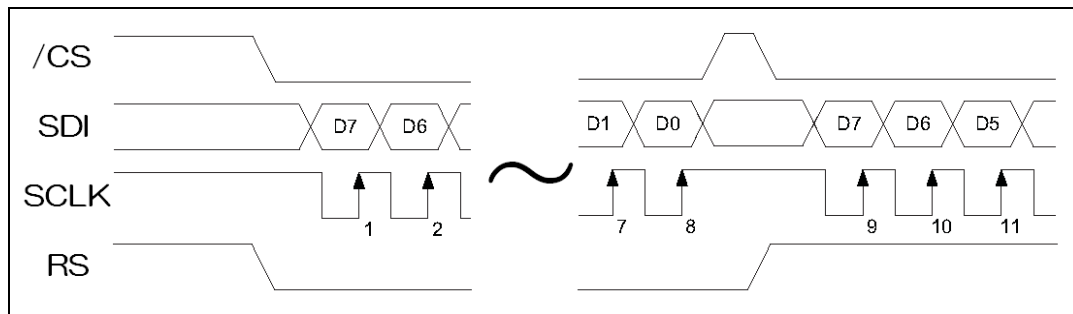 /CS
SDI D7 D6 D1 D0 D7 D6 D5
SCLK
1 2 7 8 9 10 11
RS